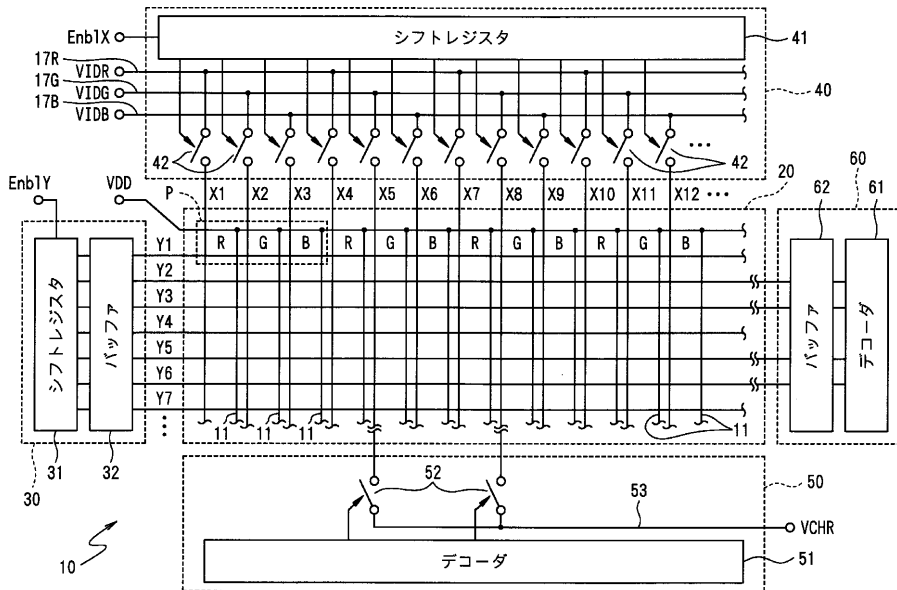 EnblX
シフトレジスタ
41
17R
VIDR
17G
VIDG
40
17B
VIDB
42
42
EnblY
VDD
P
X1 X2 X3 X4 X5 X6 X7 X8 X9 X10 X11 X12
20
62
60
61
R G B R G B R G B R G B
Y1
Y2
Y3
Y4
Y5
Y6
Y7
シフトレジスタ
バッファ
バッファ
デコーダ
11 11 11
11
30
31
32
52
50
53
VCHR
10
デコーダ
51